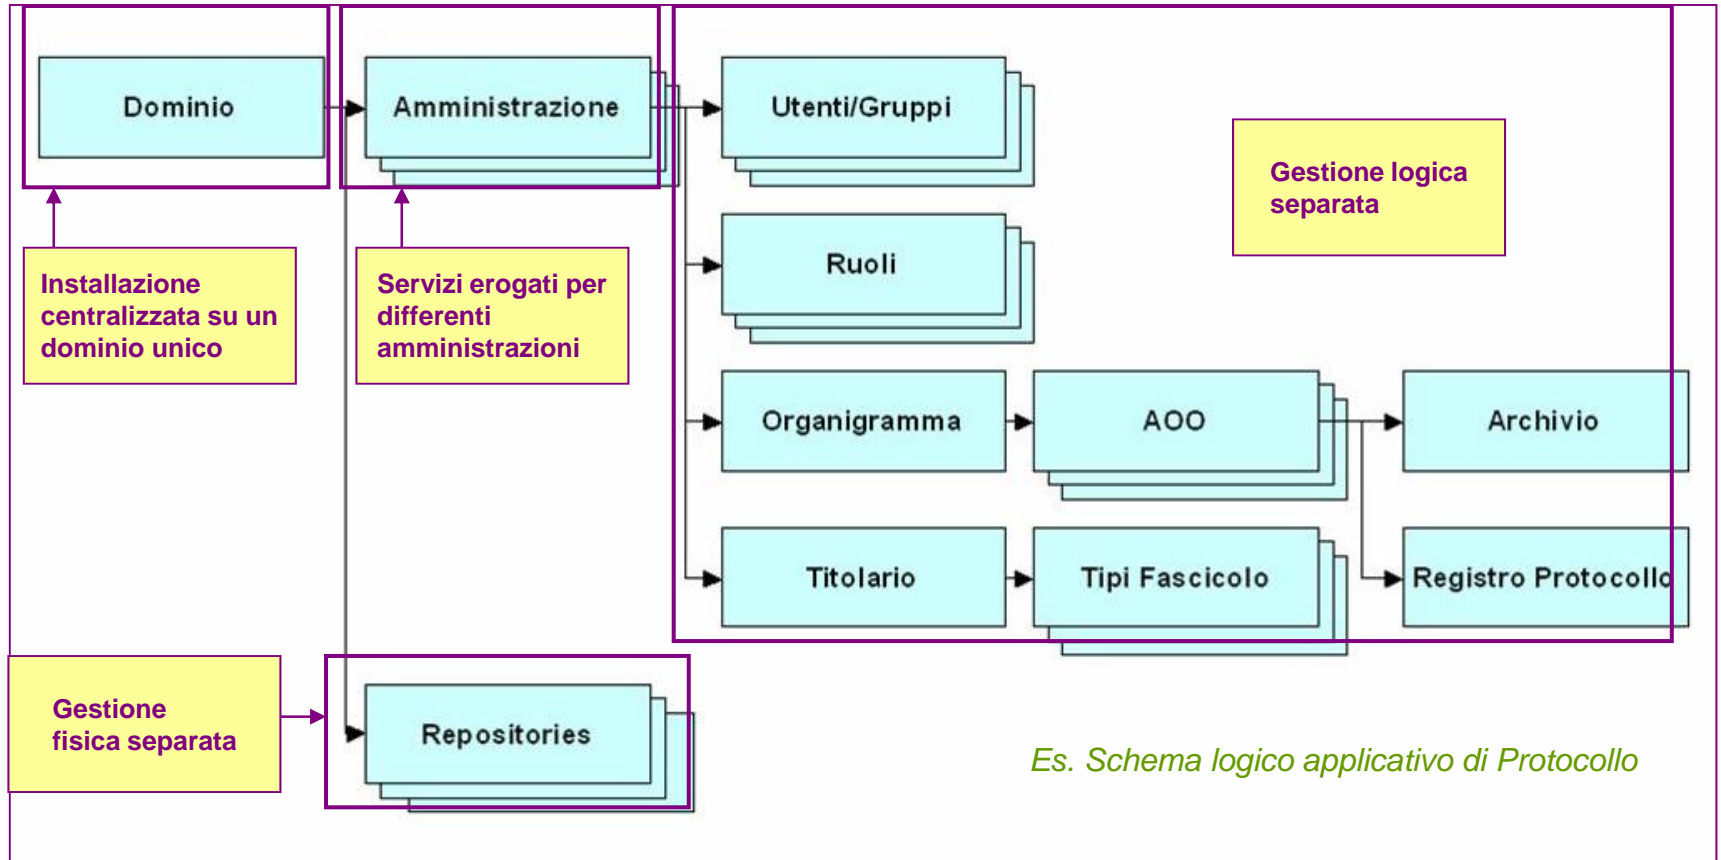 Dominio
Amministrazione
Utenti/Gruppi
Gestione logica
separata
Ruoli
Installazione
centralizzata su un
dominio unico
Servizi erogati per
differenti
amministrazioni
Organigramma
AOO
Archivio
Titolario
Tipi Fascicolo
Registro Protocollo
Gestione
fisica separata
Repositories
Es. Schema logico applicativo di Protocollo